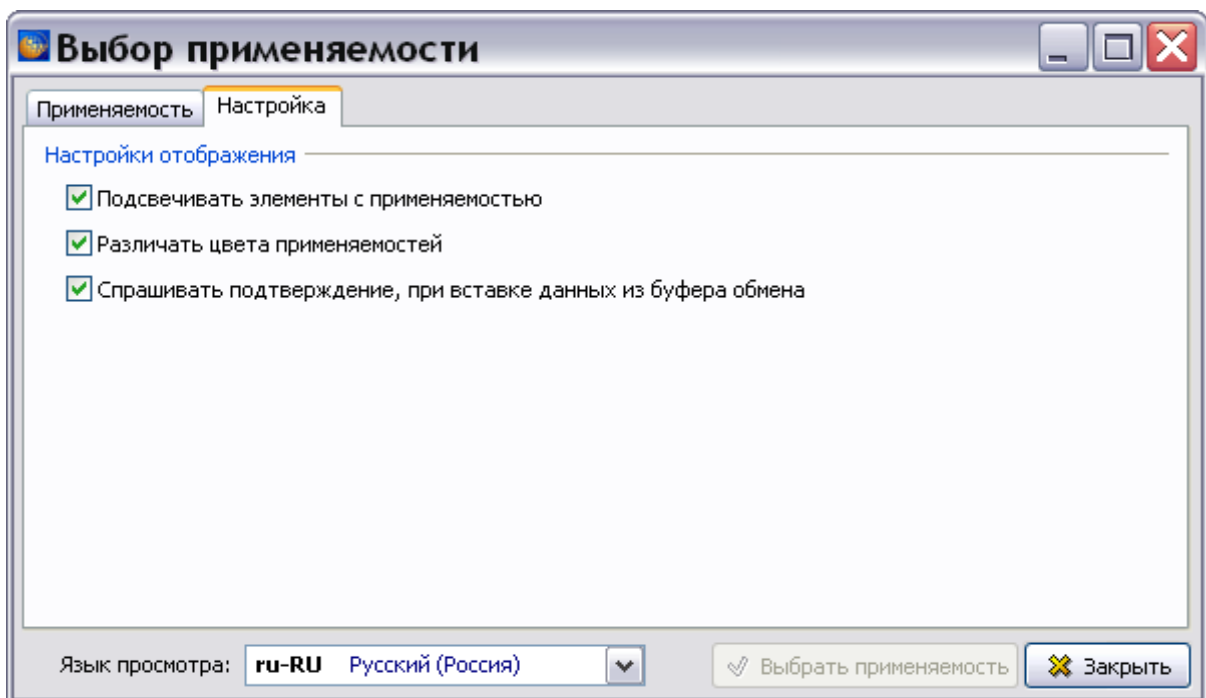 Выбор применяемости
Применяемость Настройка
Настройки отображения
Подсвечивать элементы с применяемостью
Различать цвета применяемостей
Спрашивать подтверждение, при вставке данных из буфера обмена
Язык просмотра: ru-RU Русский (Россия) Выбрать применяемость Закрыть